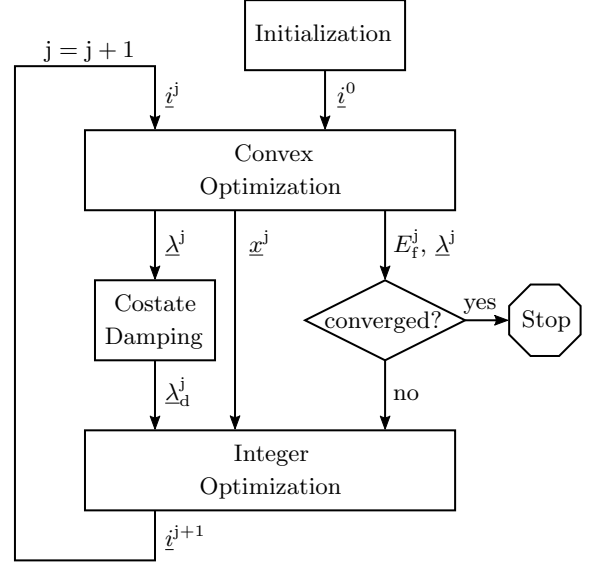 Initialization
j = j + 1
i^j
i^0
Convex
Optimization
λ^j
x^j
E_f^j, λ^j
Costate
Damping
converged?
yes
Stop
λ_d^j
no
Integer
Optimization
i^{j+1}